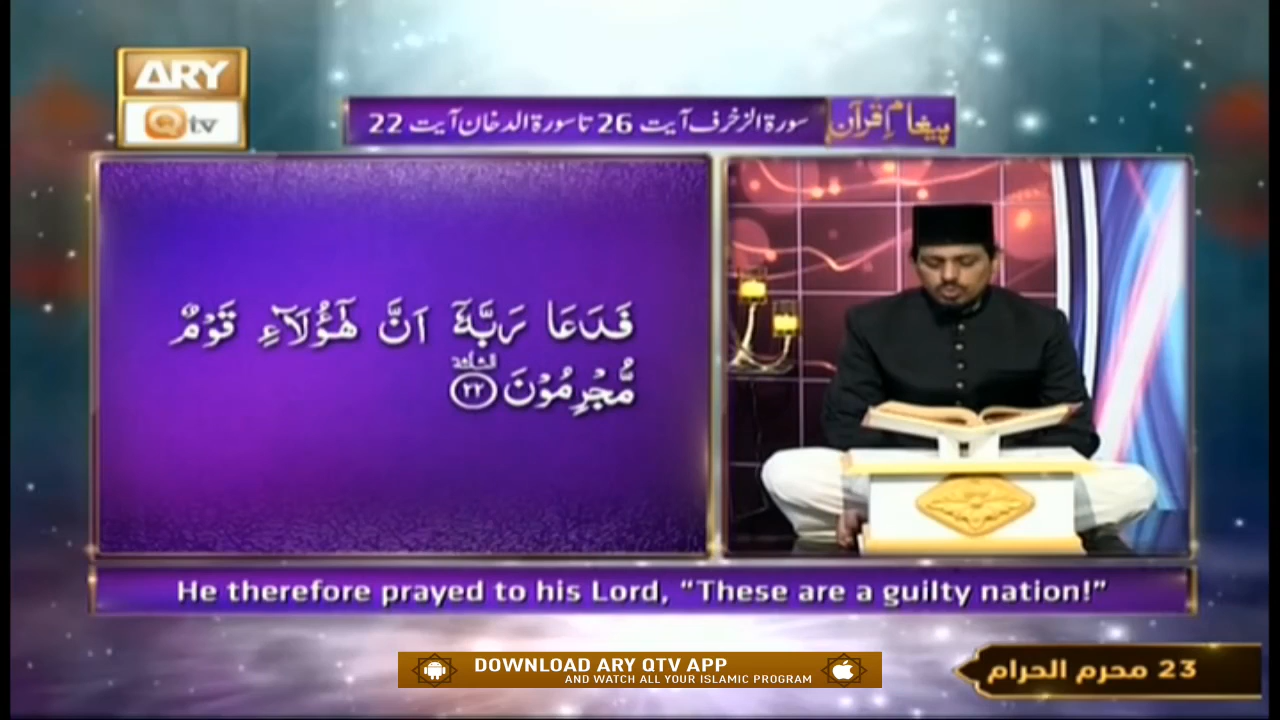 ARY
Qtv
پیغامِ قرآن
سورۃ الزخرف آیت 26 تا سورۃ الدخان آیت 22
فَدَعَا رَبَّهٗۤ اَنَّ هٰۤؤُلَآءِ قَوْمٌ
مُّجْرِمُوْنَ ﴿۲۲﴾
He therefore prayed to his Lord, “These are a guilty nation!”
DOWNLOAD ARY QTV APP
AND WATCH ALL YOUR ISLAMIC PROGRAM
23 محرم الحرام